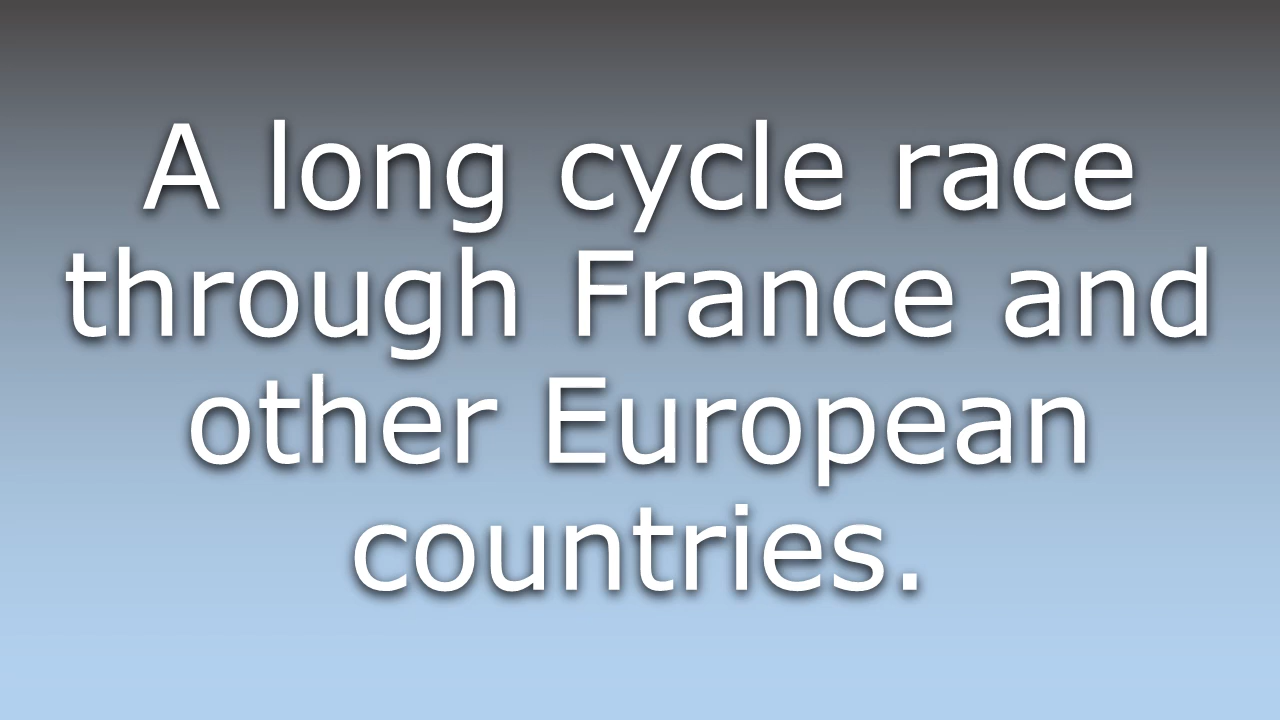 A long cycle race
through France and
other European
countries.